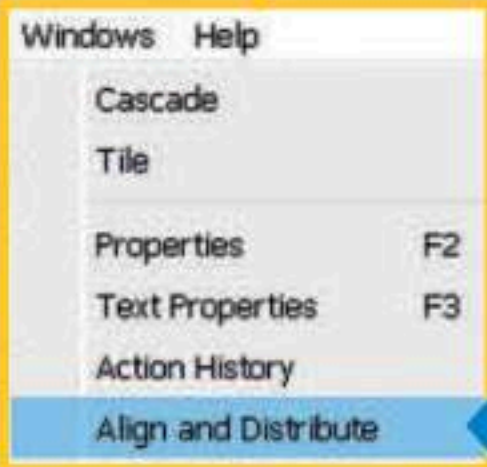 Windows Help
Cascade
Tile
Properties F2
Text Properties F3
Action History
Align and Distribute